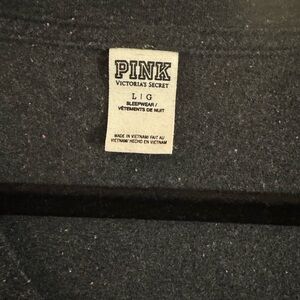 PINK
VICTORIA'S SECRET
L | G
SLEEPWEAR /
VÊTEMENTS DE NUIT
MADE IN VIETNAM/ FAIT AU
VIETNAM/ HECHO EN VIETNAM